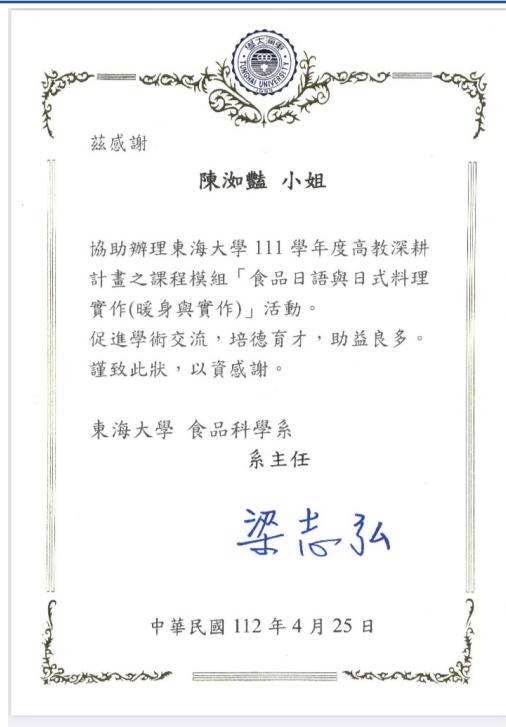 東海大學
TUNGHAI UNIVERSITY
1955
茲感謝
陳洳豔 小姐
協助辦理東海大學 111 學年度高教深耕
計畫之課程模組「食品日語與日式料理
實作(暖身與實作)」活動。
促進學術交流，培德育才，助益良多。
謹致此狀，以資感謝。
東海大學 食品科學系
系主任
梁志弘
中華民國 112 年 4 月 25 日